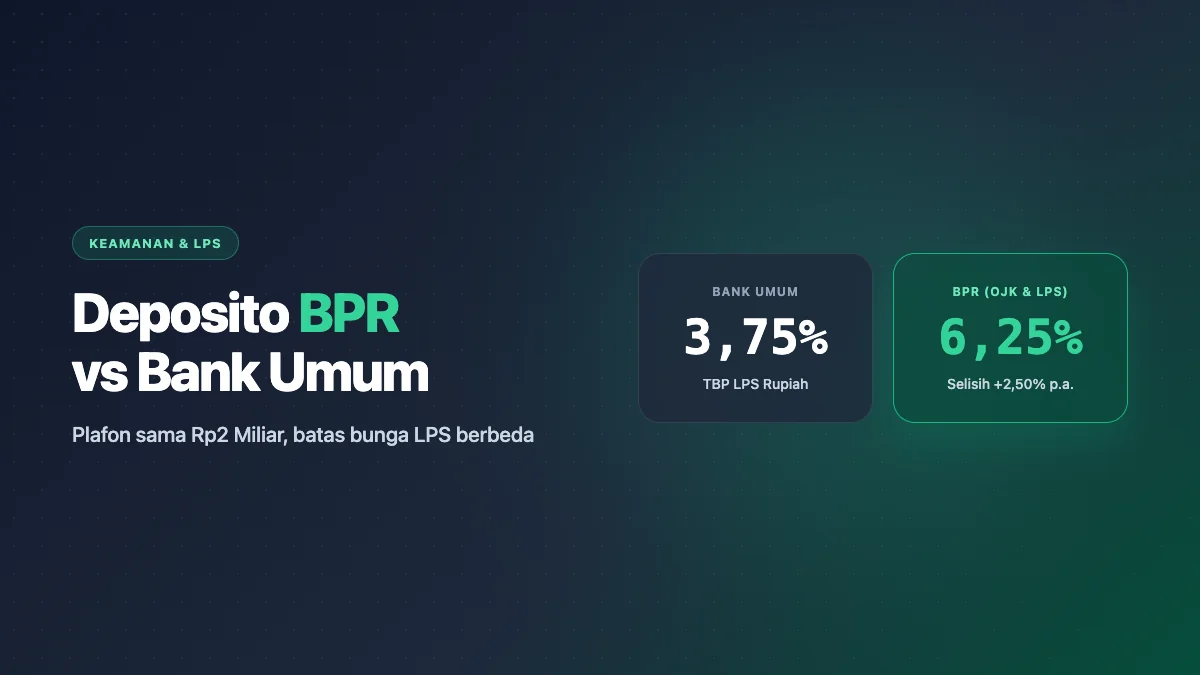 KEAMANAN & LPS
Deposito BPR
vs Bank Umum
Plafon sama Rp2 Miliar, batas bunga LPS berbeda
BANK UMUM
3,75%
TBP LPS Rupiah
BPR (OJK & LPS)
6,25%
Selisih +2,50% p.a.